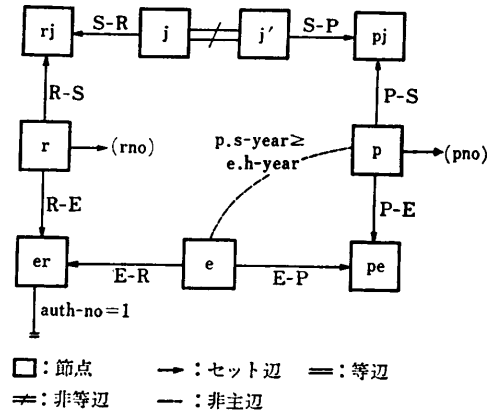 S-R
S-P
rj
j
j′
pj
R-S
P-S
r
(rno)
p.s-year≥
e.h-year
p
(pno)
R-E
P-E
er
e
pe
E-R
E-P
auth-no=1
□:節点
→:セット辺
＝:等辺
≠:非等辺
—:非主辺